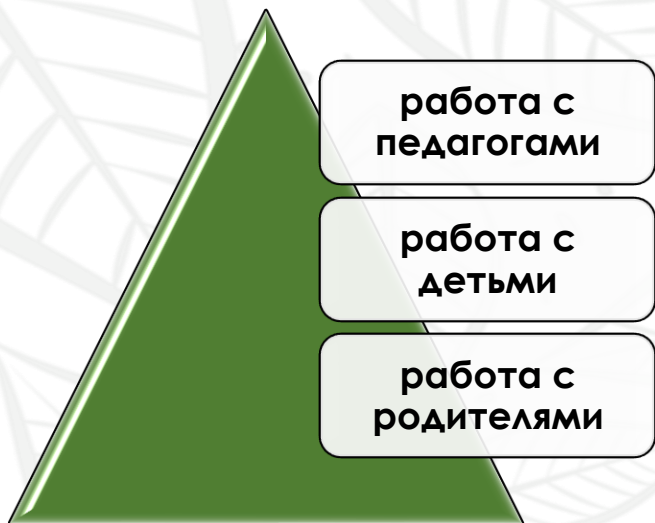 работа с
педагогами
работа с
детьми
работа с
родителями